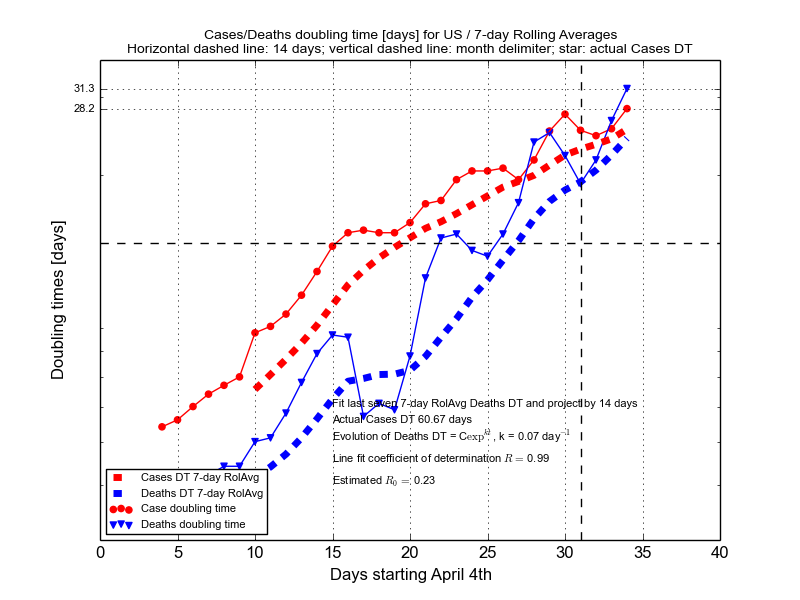 Cases/Deaths doubling time [days] for US / 7-day Rolling Averages
Horizontal dashed line: 14 days; vertical dashed line: month delimiter; star: actual Cases DT
31.3
28.2
Doubling times [days]
Fit last seven 7-day RolAvg Deaths DT and project by 14 days
Actual Cases DT 60.67 days
Evolution of Deaths DT = Cexp^{kt}, k = 0.07 day^{-1}
Line fit coefficient of determination R = 0.99
Estimated R_0 = 0.23
Cases DT 7-day RolAvg
Deaths DT 7-day RolAvg
Case doubling time
Deaths doubling time
0 5 10 15 20 25 30 35 40
Days starting April 4th